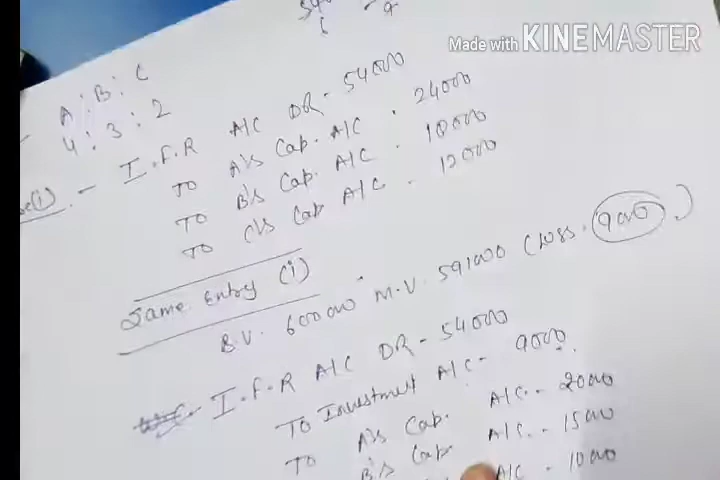 Made with KINEMASTER
A : B : C
4 : 3 : 2
- I.F.R A/C DR - 54000
TO A's Cap. A/C - 24000
TO B's Cap. A/C - 18000
TO C's Cap A/C - 12000
Same Entry (i)
B.V. 600000 M.V. 591000 (Loss. 9000)
I.F.R A/C DR - 54000
To Investment A/C - 9000
To A's Cap. A/C - 20000
B's Cap A/C - 15000
A/C - 10000